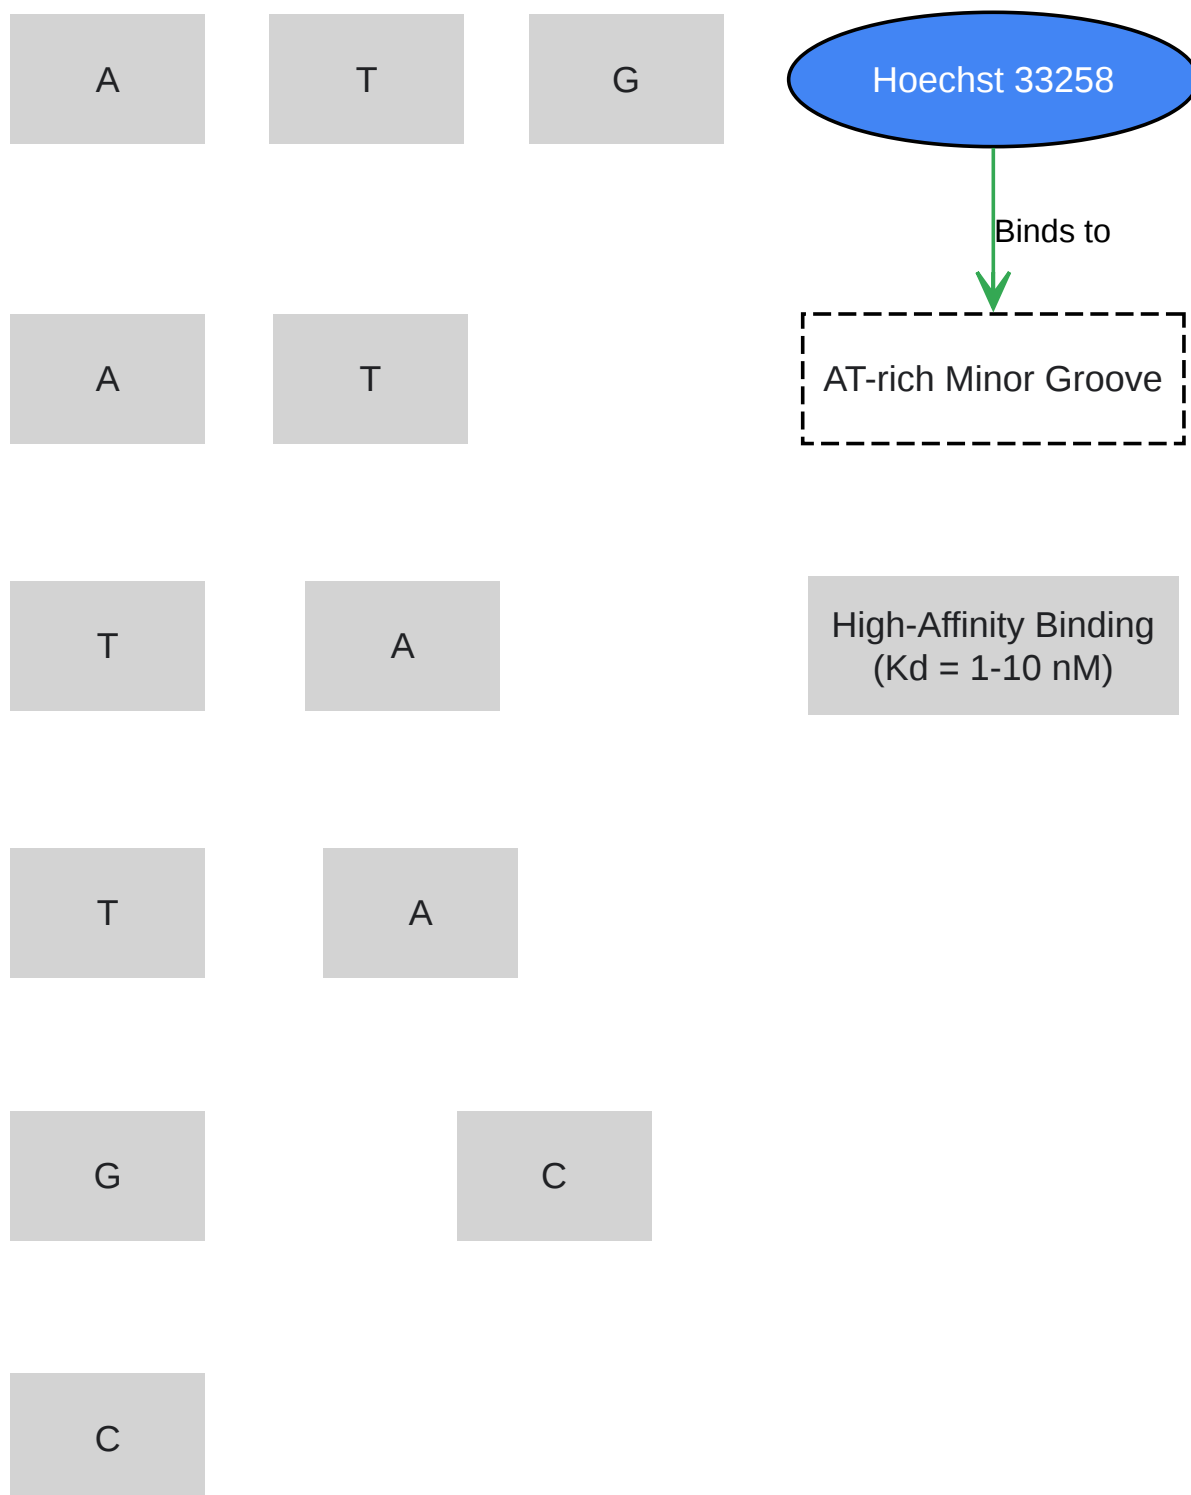 A
T
G
Hoechst 33258
Binds to
A
T
AT-rich Minor Groove
T
A
High-Affinity Binding
(Kd = 1-10 nM)
T
A
G
C
C